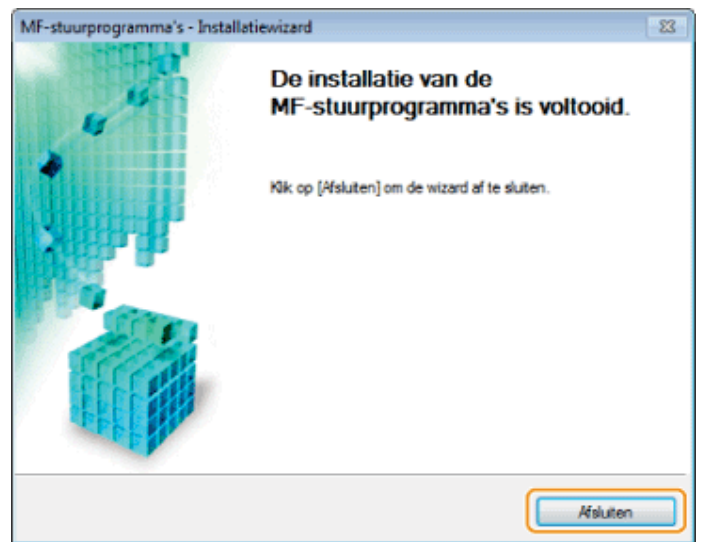 MF-stuurprogramma's - Installatiewizard
De installatie van de
MF-stuurprogramma's is voltooid.
Klik op [Afsluiten] om de wizard af te sluiten.
Afsluiten